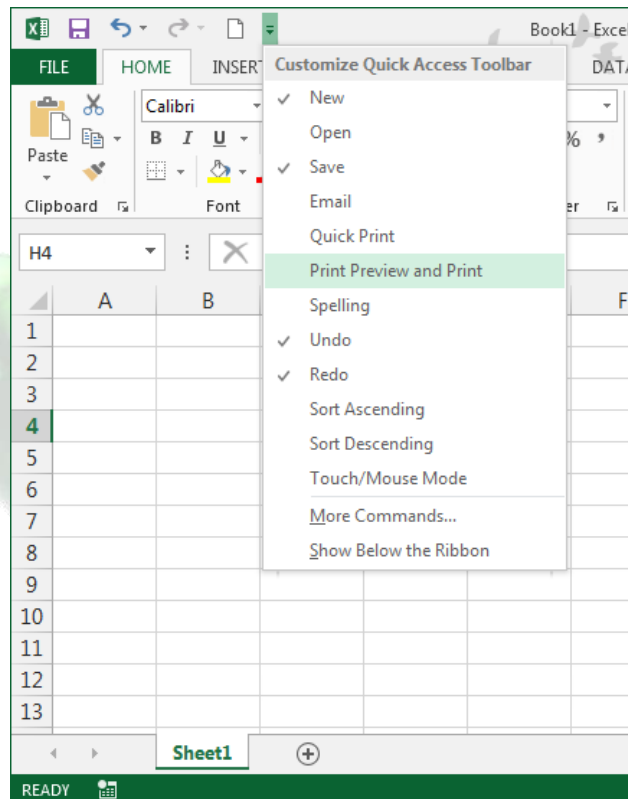 Book1 - Excel
FILE HOME INSER DATA
Customize Quick Access Toolbar
New
Open
Save
Email
Quick Print
Print Preview and Print
Spelling
Undo
Redo
Sort Ascending
Sort Descending
Touch/Mouse Mode
More Commands...
Show Below the Ribbon
Paste
Calibri
B I U
%
Clipboard
Font
er
H4
A B F
1
2
3
4
5
6
7
8
9
10
11
12
13
Sheet1
READY